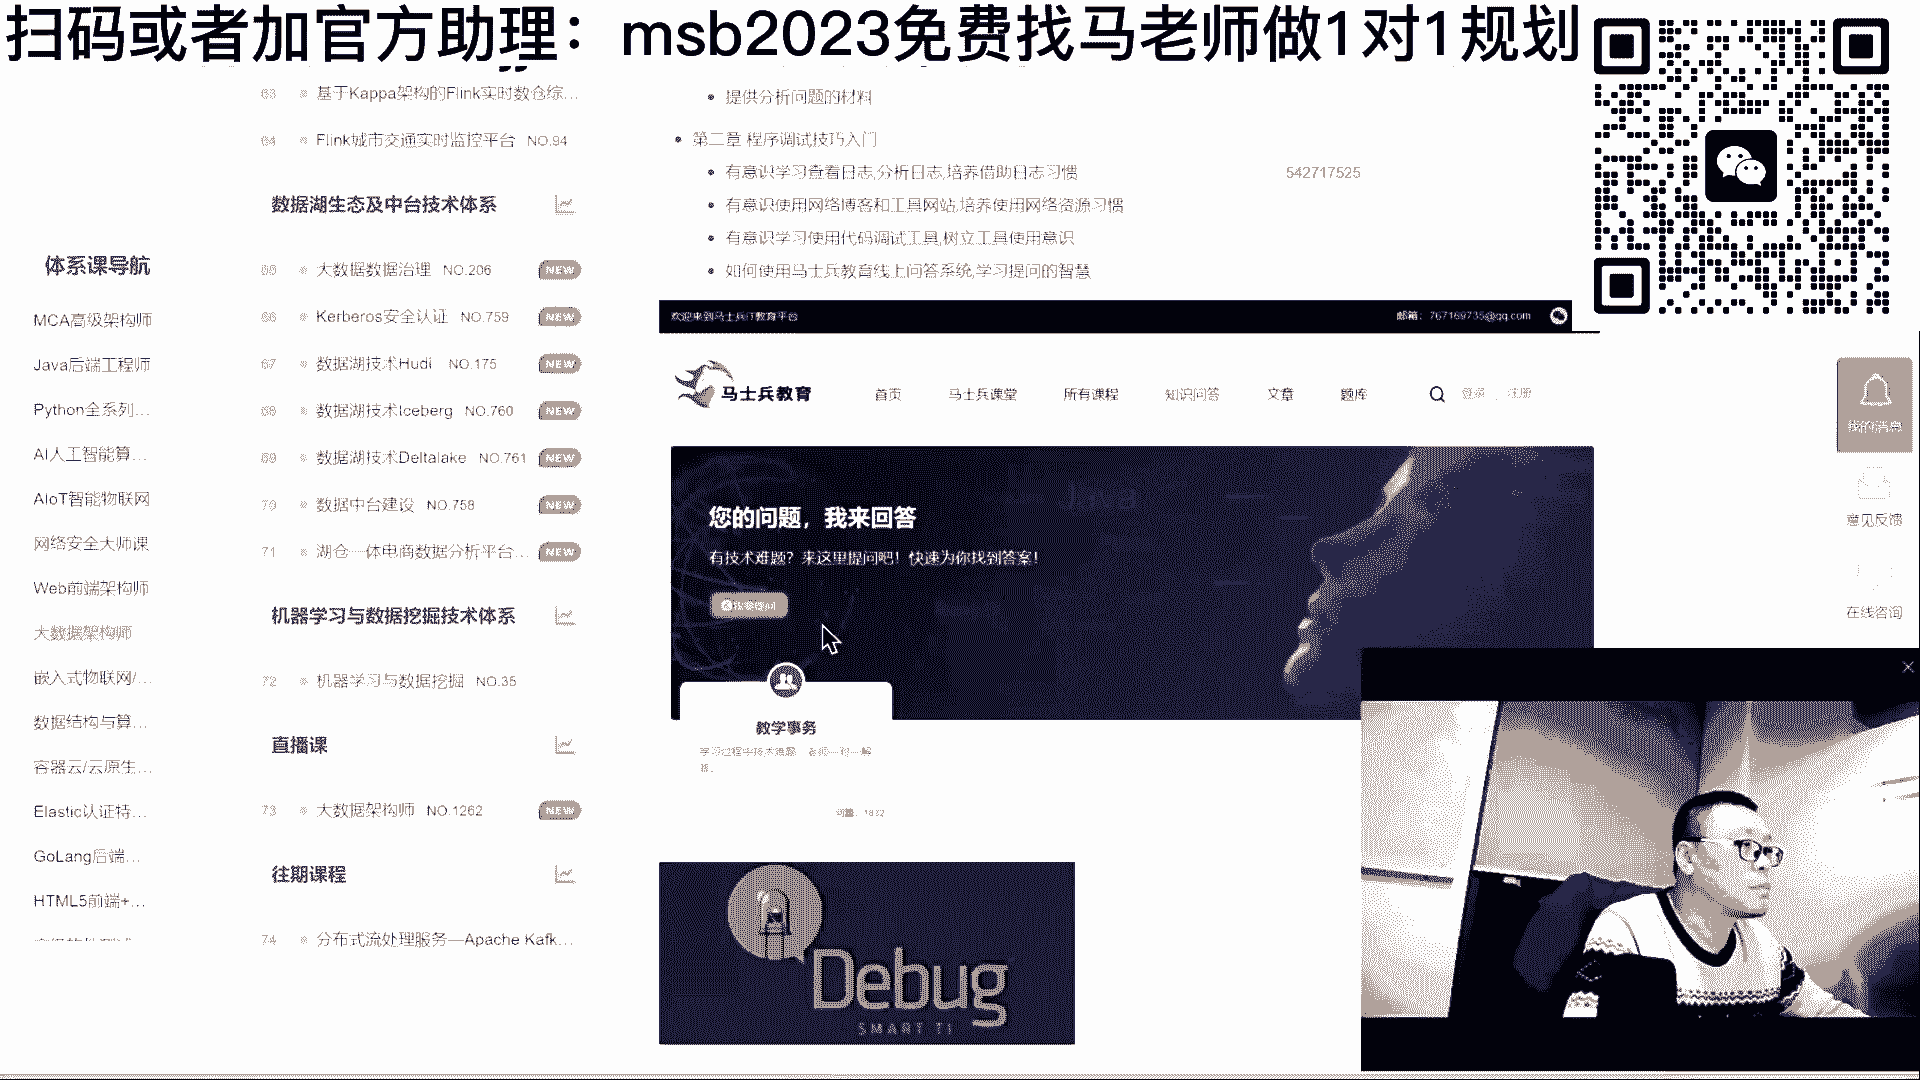 扫码或者加官方助理：msb2023免费找马老师做1对1规划
体系课导航
MCA高级架构师
Java后端工程师
Python全系列...
AI人工智能算...
AIoT智能物联网
网络安全大师课
Web前端架构师
大数据架构师
嵌入式物联网/...
数据结构与算...
容器云/云原生...
Elastic认证特...
GoLang后端...
HTML5前端+...
63 基于Kappa架构的Flink实时数仓综...
64 Flink城市交通实时监控平台 NO.94
数据湖生态及中台技术体系
65 大数据数据治理 NO.206 NEW
66 Kerberos安全认证 NO.759 NEW
67 数据湖技术Hudi NO.175 NEW
68 数据湖技术Iceberg NO.760 NEW
69 数据湖技术Deltalake NO.761 NEW
70 数据中台建设 NO.758 NEW
71 湖仓一体电商数据分析平台... NEW
机器学习与数据挖掘技术体系
72 机器学习与数据挖掘 NO.35
直播课
73 大数据架构师 NO.1262 NEW
往期课程
74 分布式流处理服务—Apache Kafk...
• 提供分析问题的材料
• 第二章 程序调试技巧入门
• 有意识学习查看日志,分析日志,培养借助日志习惯
542717525
• 有意识使用网络博客和工具网站,培养使用网络资源习惯
• 有意识学习使用代码调试工具,树立工具使用意识
• 如何使用马士兵教育线上问答系统,学习提问的智慧
欢迎来到马士兵IT教育平台
邮箱：767169735@qq.com
马士兵教育
首页 马士兵课堂 所有课程 知识问答 文章 题库 登录 注册
Java
您的问题，我来回答
有技术难题？来这里提问吧！快速为你找到答案！
我要提问
教学事务
Debug
SMART TI
我的消息
意见反馈
在线咨询